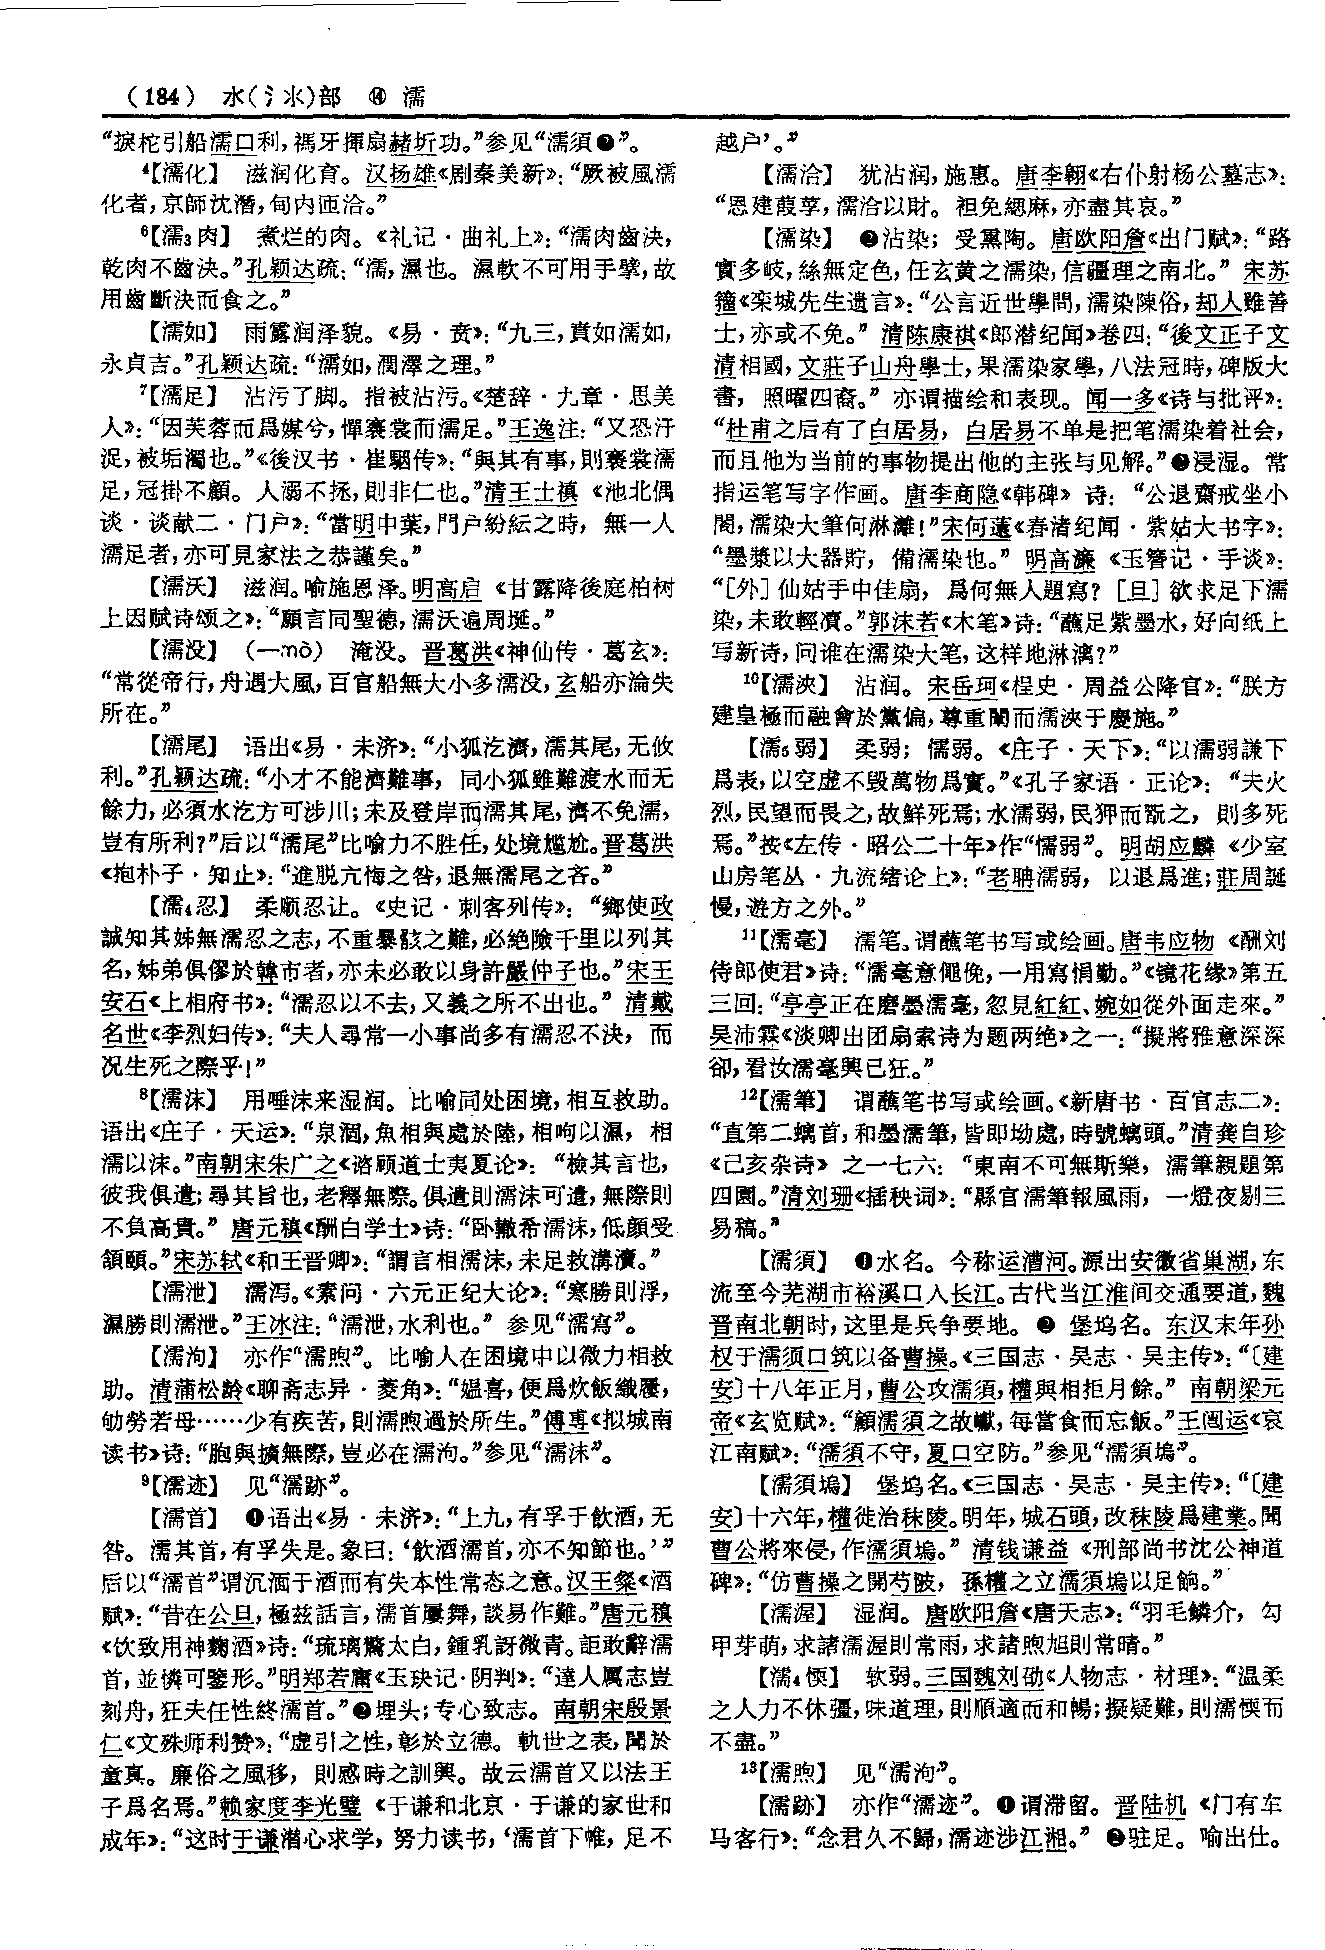 (184) 水(氵氺)部 ⑭ 濡
“捩柁引船濡口利,禡牙揮扇赭圻功。”参见“濡須❷”。
⁴【濡化】 滋润化育。汉扬雄《剧秦美新》:“厥被風濡
化者,京師沈潛,甸内匝洽。”
⁶【濡₃肉】 煮烂的肉。《礼记·曲礼上》:“濡肉齒決,
乾肉不齒決。”孔颖达疏:“濡,濕也。濕軟不可用手擘,故
用齒斷決而食之。”
【濡如】 雨露润泽貌。《易·贲》:“九三,賁如濡如,
永貞吉。”孔颖达疏:“濡如,潤澤之理。”
⁷【濡足】 沾污了脚。指被沾污。《楚辞·九章·思美
人》:“因芙蓉而爲媒兮,憚褰裳而濡足。”王逸注:“又恐汙
泥,被垢濁也。”《後汉书·崔駰传》:“與其有事,則褰裳濡
足,冠掛不顧。人溺不拯,則非仁也。”清王士禛《池北偶
谈·谈献二·门户》:“當明中葉,門户紛紜之時,無一人
濡足者,亦可見家法之恭謹矣。”
【濡沃】 滋润。喻施恩泽。明高启《甘露降後庭柏树
上因赋诗颂之》:“願言同聖德,濡沃遍周埏。”
【濡没】 (—mò) 淹没。晋葛洪《神仙传·葛玄》:
“常從帝行,舟遇大風,百官船無大小多濡没,玄船亦淪失
所在。”
【濡尾】 语出《易·未济》:“小狐汔濟,濡其尾,无攸
利。”孔颖达疏:“小才不能濟難事,同小狐雖難渡水而无
餘力,必須水汔方可涉川;未及登岸而濡其尾,濟不免濡,
豈有所利?”后以“濡尾”比喻力不胜任,处境尴尬。晋葛洪
《抱朴子·知止》:“進脱亢悔之咎,退無濡尾之吝。”
【濡₄忍】 柔顺忍让。《史记·刺客列传》:“鄉使政
誠知其姊無濡忍之志,不重暴骸之難,必絶險千里以列其
名,姊弟俱僇於韓市者,亦未必敢以身許嚴仲子也。”宋王
安石《上相府书》:“濡忍以不去,又義之所不出也。”清戴
名世《李烈妇传》:“夫人尋常一小事尚多有濡忍不决,而
况生死之際乎!”
⁸【濡沫】 用唾沫来湿润。比喻同处困境,相互救助。
语出《庄子·天运》:“泉涸,魚相與處於陸,相呴以濕,相
濡以沫。”南朝宋朱广之《谘顾道士夷夏论》:“檢其言也,
彼我俱遣;尋其旨也,老釋無際。俱遣則濡沫可遺,無際則
不負高貴。”唐元稹《酬白学士》诗:“卧轍希濡沫,低顔受
頷頤。”宋苏轼《和王晋卿》:“謂言相濡沫,未足救溝瀆。”
【濡泄】 濡泻。《素问·六元正纪大论》:“寒勝則浮,
濕勝則濡泄。”王冰注:“濡泄,水利也。”参见“濡寫”。
【濡泃】 亦作“濡煦”。比喻人在困境中以微力相救
助。清蒲松龄《聊斋志异·菱角》:“媪喜,便爲炊飯織屨,
劬勞若母……少有疾苦,則濡煦過於所生。”傅尃《拟城南
读书》诗:“胞與擴無際,豈必在濡泃。”参见“濡沫”。
⁹【濡迹】 见“濡跡”。
【濡首】 ❶语出《易·未济》:“上九,有孚于飲酒,无
咎。濡其首,有孚失是。象曰:‘飲酒濡首,亦不知節也。’”
后以“濡首”谓沉湎于酒而有失本性常态之意。汉王粲《酒
赋》:“昔在公旦,極兹話言,濡首屢舞,談易作難。”唐元稹
《饮致用神麴酒》诗:“琉璃驚太白,鍾乳訝微青。詎敢辭濡
首,並憐可鑒形。”明郑若庸《玉玦记·阴判》:“達人厲志豈
刻舟,狂夫任性終濡首。”❷埋头;专心致志。南朝宋殷景
仁《文殊师利赞》:“虚引之性,彰於立德。軌世之表,聞於
童真。廉俗之風移,則感時之訓興。故云濡首又以法王
子爲名焉。”赖家度李光璧《于谦和北京·于谦的家世和
成年》:“这时于谦潜心求学,努力读书,‘濡首下帷,足不
越户’。”
【濡洽】 犹沾润,施惠。唐李翱《右仆射杨公墓志》:
“恩建葭莩,濡洽以財。袒免緦麻,亦盡其哀。”
【濡染】 ❷沾染;受熏陶。唐欧阳詹《出门赋》:“路
實多岐,絲無定色,任玄黄之濡染,信疆理之南北。”宋苏
籀《栾城先生遗言》:“公言近世學問,濡染陳俗,却人雖善
士,亦或不免。”清陈康祺《郎潜纪闻》卷四:“後文正子文
清相國,文莊子山舟學士,果濡染家學,八法冠時,碑版大
書,照曜四裔。”亦谓描绘和表现。闻一多《诗与批评》:
“杜甫之后有了白居易,白居易不单是把笔濡染着社会,
而且他为当前的事物提出他的主张与见解。”❷浸湿。常
指运笔写字作画。唐李商隐《韩碑》诗:“公退齋戒坐小
閣,濡染大筆何淋灕!”宋何薳《春渚纪闻·紫姑大书字》:
“墨漿以大器貯,備濡染也。”明高濂《玉簪记·手谈》:
“[外]仙姑手中佳扇,爲何無人題寫?[旦]欲求足下濡
染,未敢輕凟。”郭沫若《木笔》诗:“蘸足紫墨水,好向纸上
写新诗,问谁在濡染大笔,这样地淋漓?”
¹⁰【濡浹】 沾润。宋岳珂《桯史·周益公降官》:“朕方
建皇極而融會於黨偏,尊重閫而濡浹于慶施。”
【濡₅弱】 柔弱;儒弱。《庄子·天下》:“以濡弱謙下
爲表,以空虚不毁萬物爲實。”《孔子家语·正论》:“夫火
烈,民望而畏之,故鮮死焉;水濡弱,民狎而翫之,則多死
焉。”按《左传·昭公二十年》作“懦弱”。明胡应麟《少室
山房笔丛·九流绪论上》:“老聃濡弱,以退爲進;莊周誕
慢,遊方之外。”
¹¹【濡毫】 濡笔。谓蘸笔书写或绘画。唐韦应物《酬刘
侍郎使君》诗:“濡毫意僶俛,一用寫悁勤。”《镜花缘》第五
三回:“亭亭正在磨墨濡毫,忽見紅紅、婉如從外面走來。”
吴沛霖《淡卿出团扇索诗为题两绝》之一:“擬將雅意深深
卻,看汝濡毫興已狂。”
¹²【濡筆】 谓蘸笔书写或绘画。《新唐书·百官志二》:
“直第二螭首,和墨濡筆,皆即坳處,時號螭頭。”清龚自珍
《己亥杂诗》之一七六:“東南不可無斯樂,濡筆親題第
四園。”清刘珊《插秧词》:“縣官濡筆報風雨,一燈夜剔三
易稿。”
【濡須】 ❶水名。今称运漕河。源出安徽省巢湖,东
流至今芜湖市裕溪口入长江。古代当江淮间交通要道,魏
晋南北朝时,这里是兵争要地。❷ 堡坞名。东汉末年孙
权于濡须口筑以备曹操。《三国志·吴志·吴主传》:“〔建
安〕十八年正月,曹公攻濡須,權與相拒月餘。”南朝梁元
帝《玄览赋》:“顧濡須之故巘,每當食而忘飯。”王闿运《哀
江南赋》:“濡須不守,夏口空防。”参见“濡須塢”。
【濡須塢】 堡坞名。《三国志·吴志·吴主传》:“〔建
安〕十六年,權徙治秣陵。明年,城石頭,改秣陵爲建業。聞
曹公將來侵,作濡須塢。”清钱谦益《刑部尚书沈公神道
碑》:“仿曹操之開芍陂,孫權之立濡須塢以足餉。”
【濡渥】 湿润。唐欧阳詹《唐天志》:“羽毛鱗介,勾
甲芽萌,求諸濡渥則常雨,求諸煦旭則常晴。”
【濡₄愞】 软弱。三国魏刘劭《人物志·材理》:“温柔
之人力不休彊,味道理,則順適而和暢;擬疑難,則濡愞而
不盡。”
¹³【濡煦】 见“濡泃”。
【濡跡】 亦作“濡迹”。❶谓滞留。晋陆机《门有车
马客行》:“念君久不歸,濡迹涉江湘。”❷驻足。喻出仕。